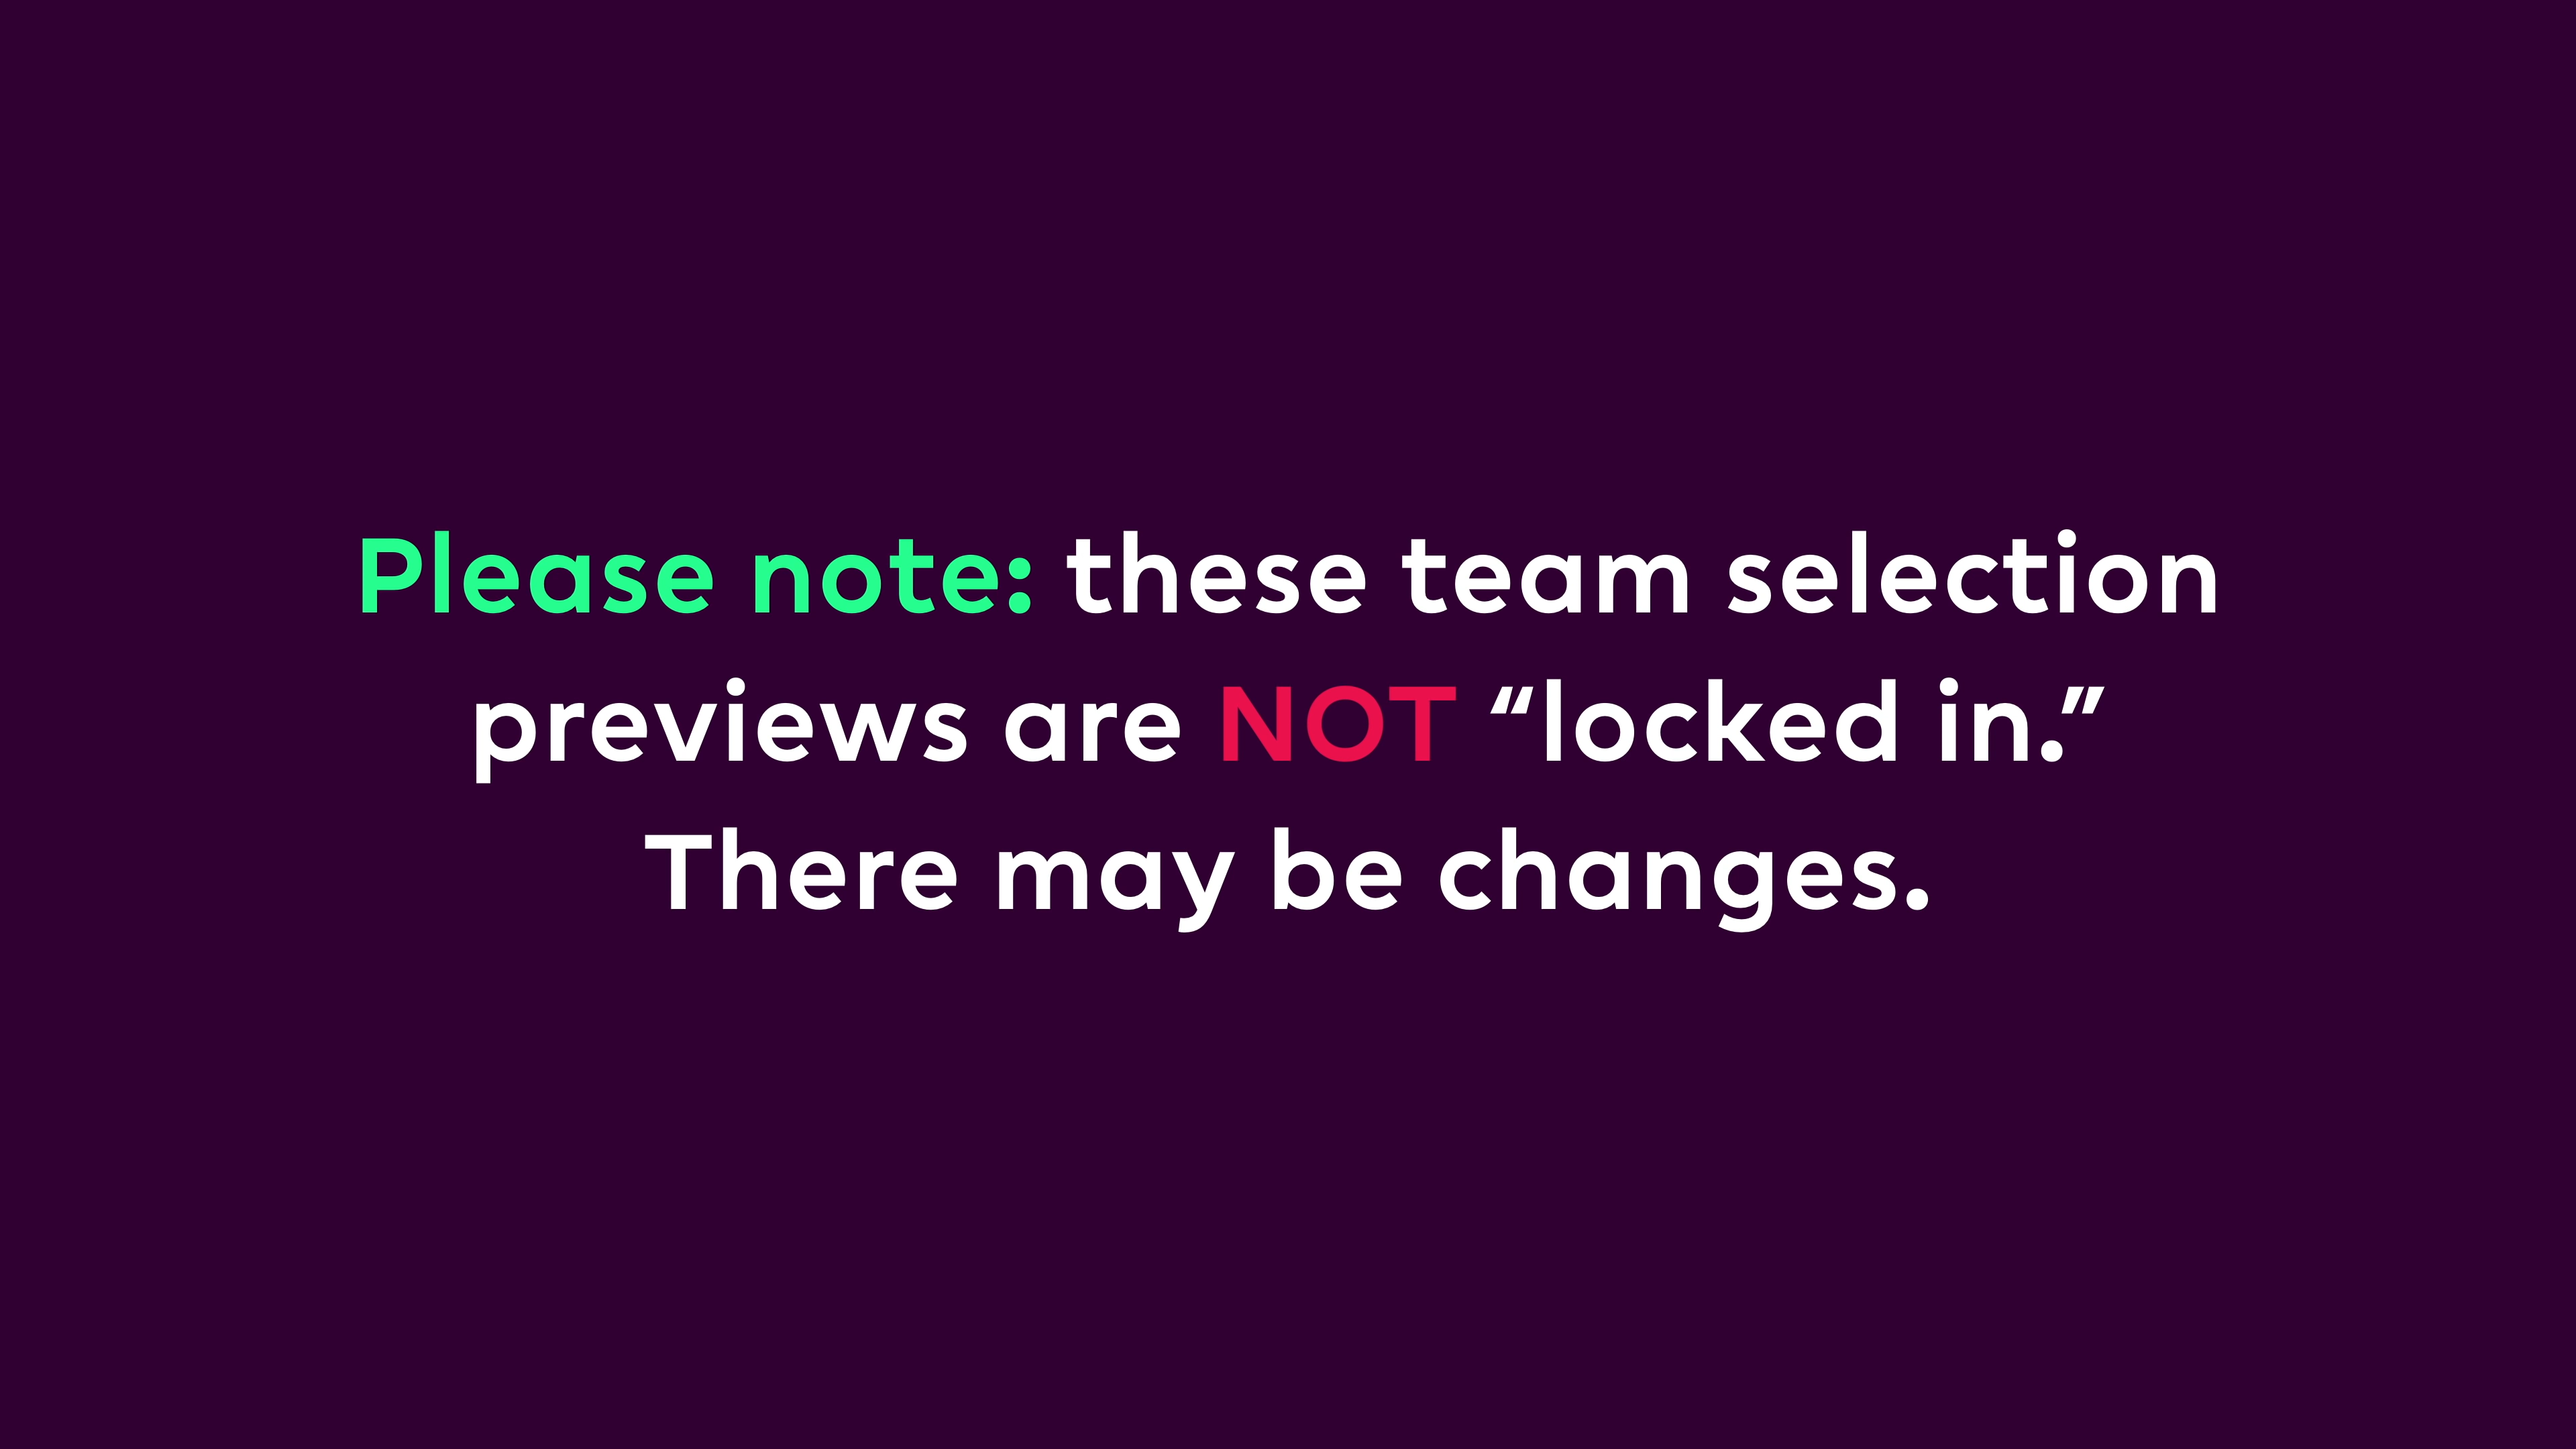 Please note: these team selection
previews are NOT “locked in.”
There may be changes.